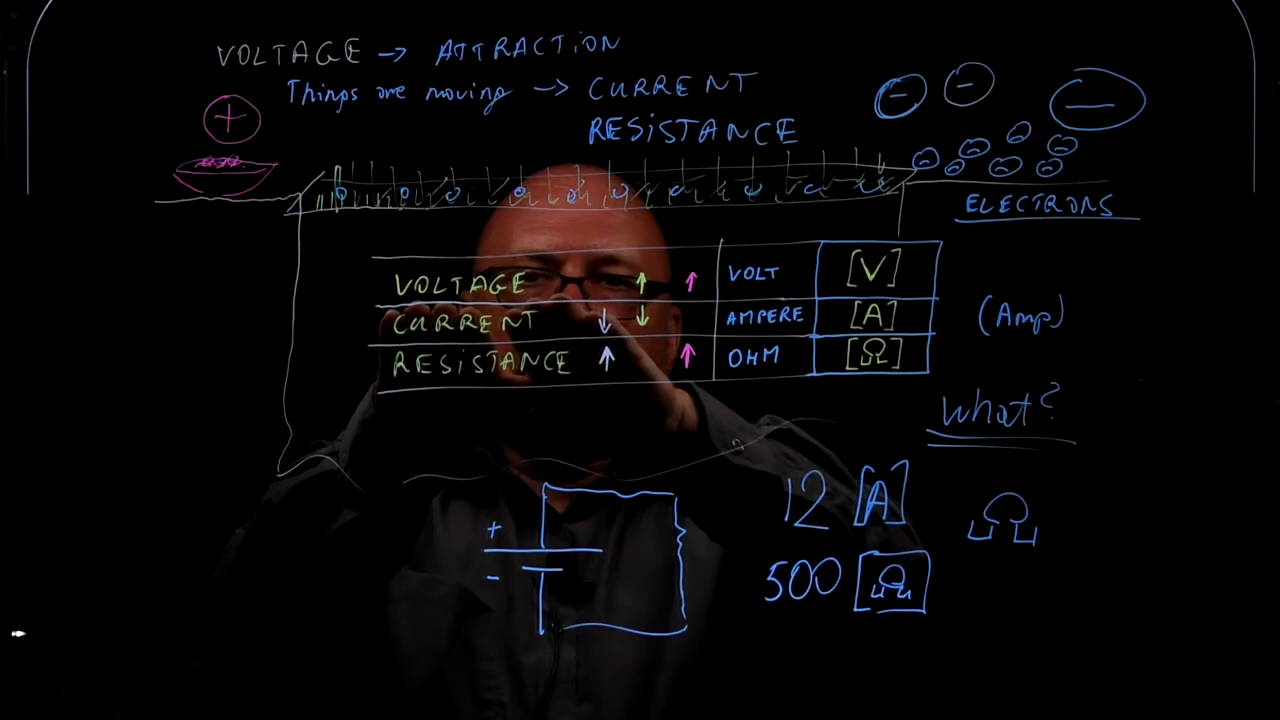 VOLTAGE → ATTRACTION
Things are moving → CURRENT
RESISTANCE
+
- - -
- - - - - - - -
ELECTRONS
VOLTAGE ↑ ↑ VOLT [V]
CURRENT ↓ ↓ AMPERE [A] (Amp)
RESISTANCE ↑ ↑ OHM [Ω]
What?
12 [A] Ω
+
-
500 [Ω]